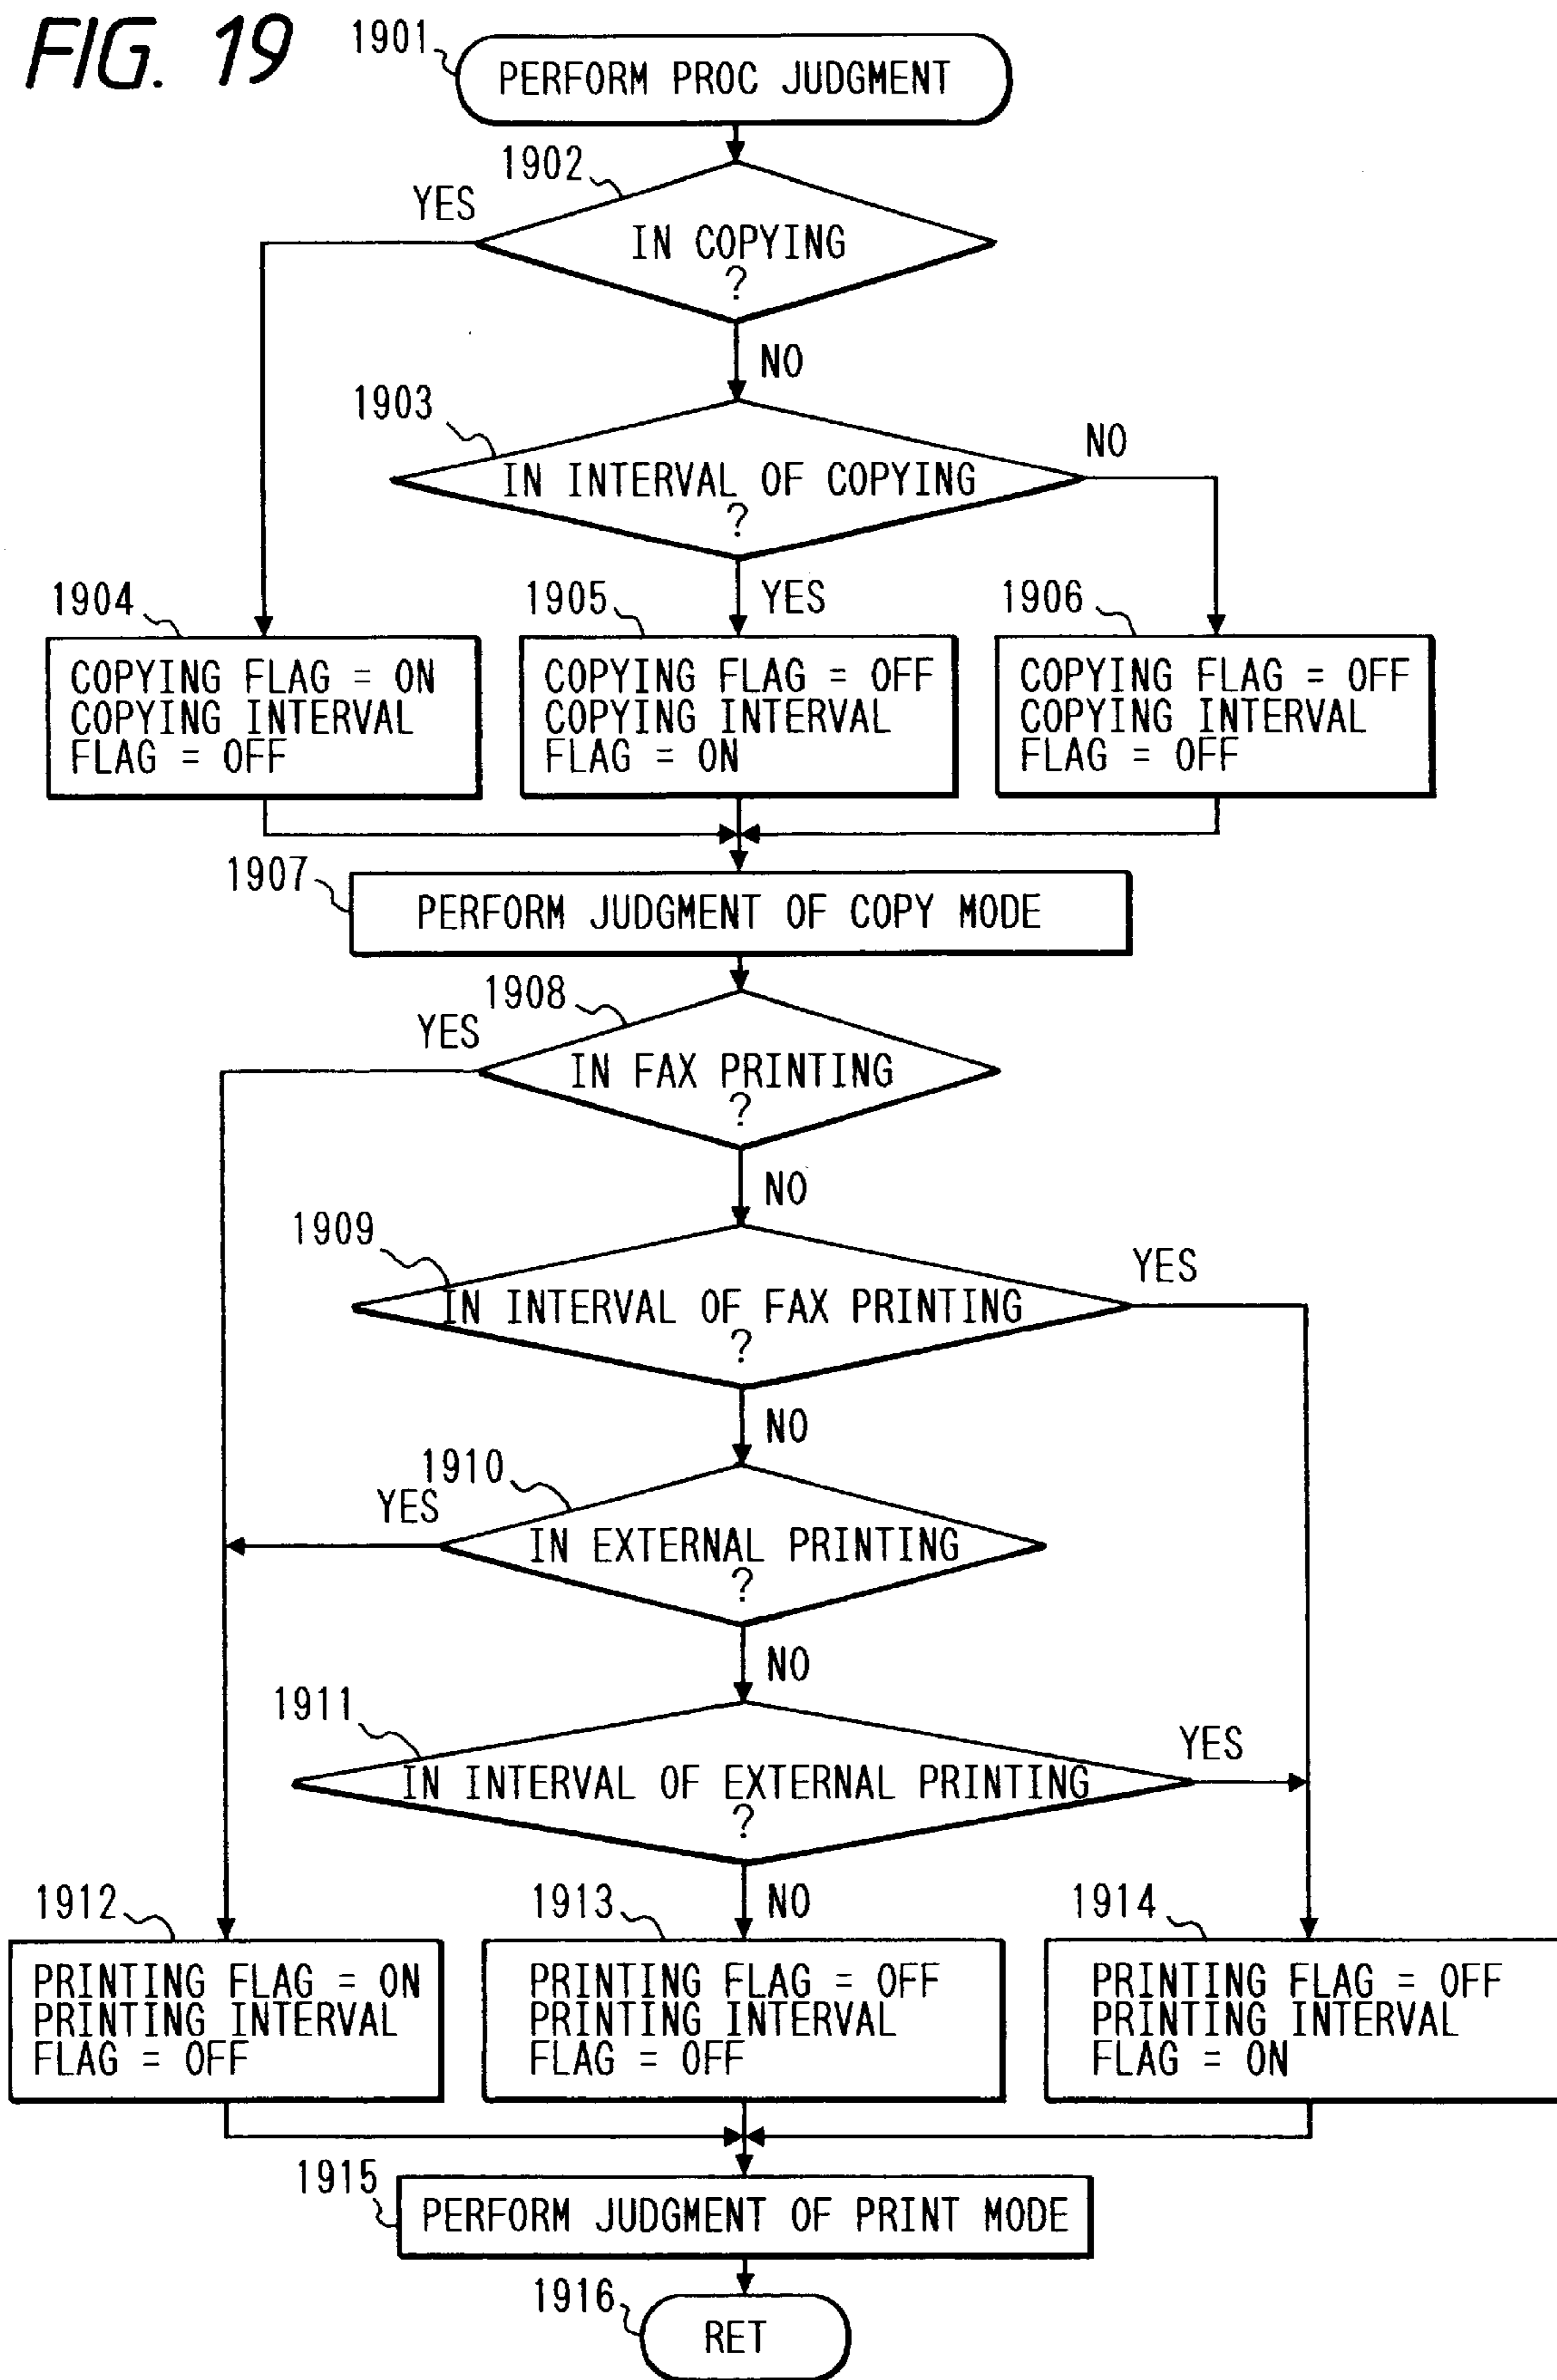 FIG. 19
1901
PERFORM PROC JUDGMENT
1902
YES
IN COPYING
?
NO
1903
NO
IN INTERVAL OF COPYING
?
YES
1904
1905
1906
COPYING FLAG = ON
COPYING INTERVAL
FLAG = OFF
COPYING FLAG = OFF
COPYING INTERVAL
FLAG = ON
COPYING FLAG = OFF
COPYING INTERVAL
FLAG = OFF
1907
PERFORM JUDGMENT OF COPY MODE
1908
YES
IN FAX PRINTING
?
NO
1909
YES
IN INTERVAL OF FAX PRINTING
?
NO
1910
YES
IN EXTERNAL PRINTING
?
NO
1911
YES
IN INTERVAL OF EXTERNAL PRINTING
?
NO
1912
1913
1914
PRINTING FLAG = ON
PRINTING INTERVAL
FLAG = OFF
PRINTING FLAG = OFF
PRINTING INTERVAL
FLAG = OFF
PRINTING FLAG = OFF
PRINTING INTERVAL
FLAG = ON
1915
PERFORM JUDGMENT OF PRINT MODE
1916
RET